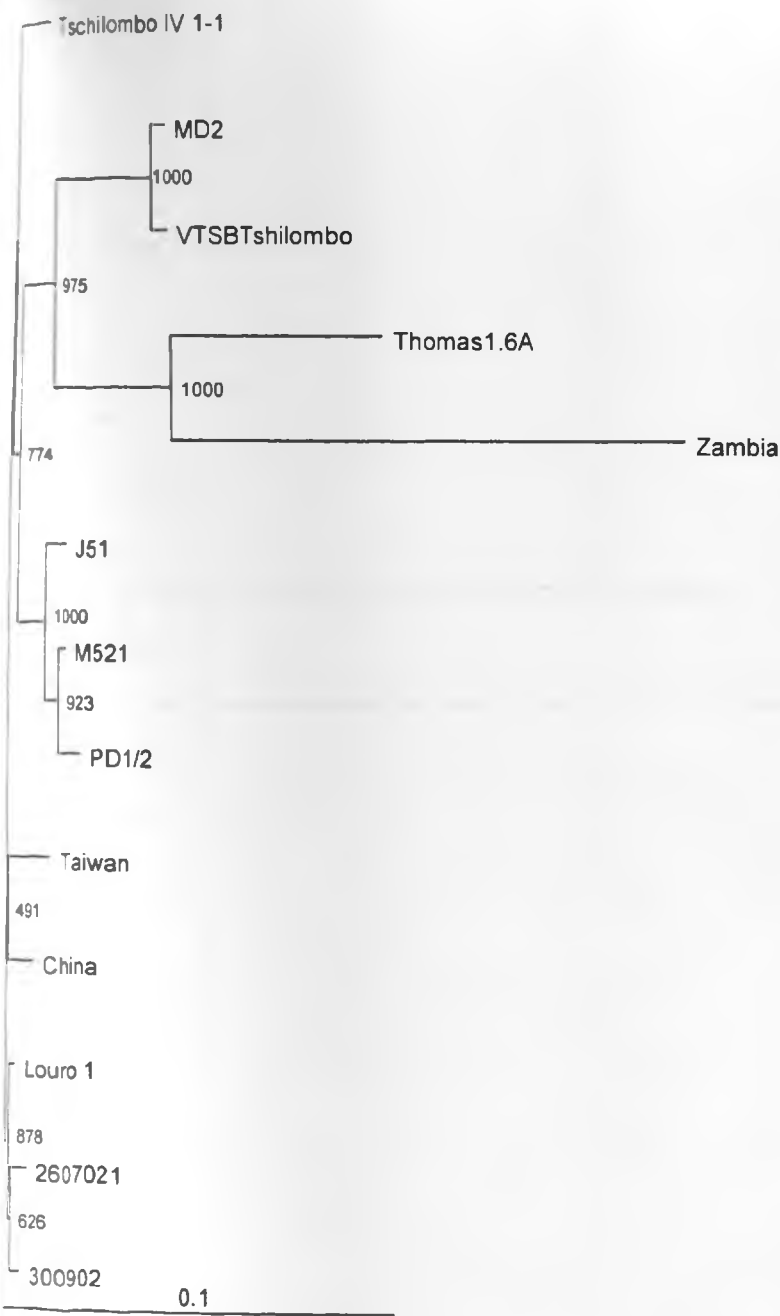 Tschilombo IV 1-1
MD2
1000
VTSBTshilombo
975
Thomas1.6A
1000
Zambia
774
J51
1000
M521
923
PD1/2
Taiwan
491
China
Louro 1
878
2607021
626
300902
0.1